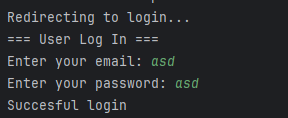 Redirecting to login...
=== User Log In ===
Enter your email: asd
Enter your password: asd
Succesful login